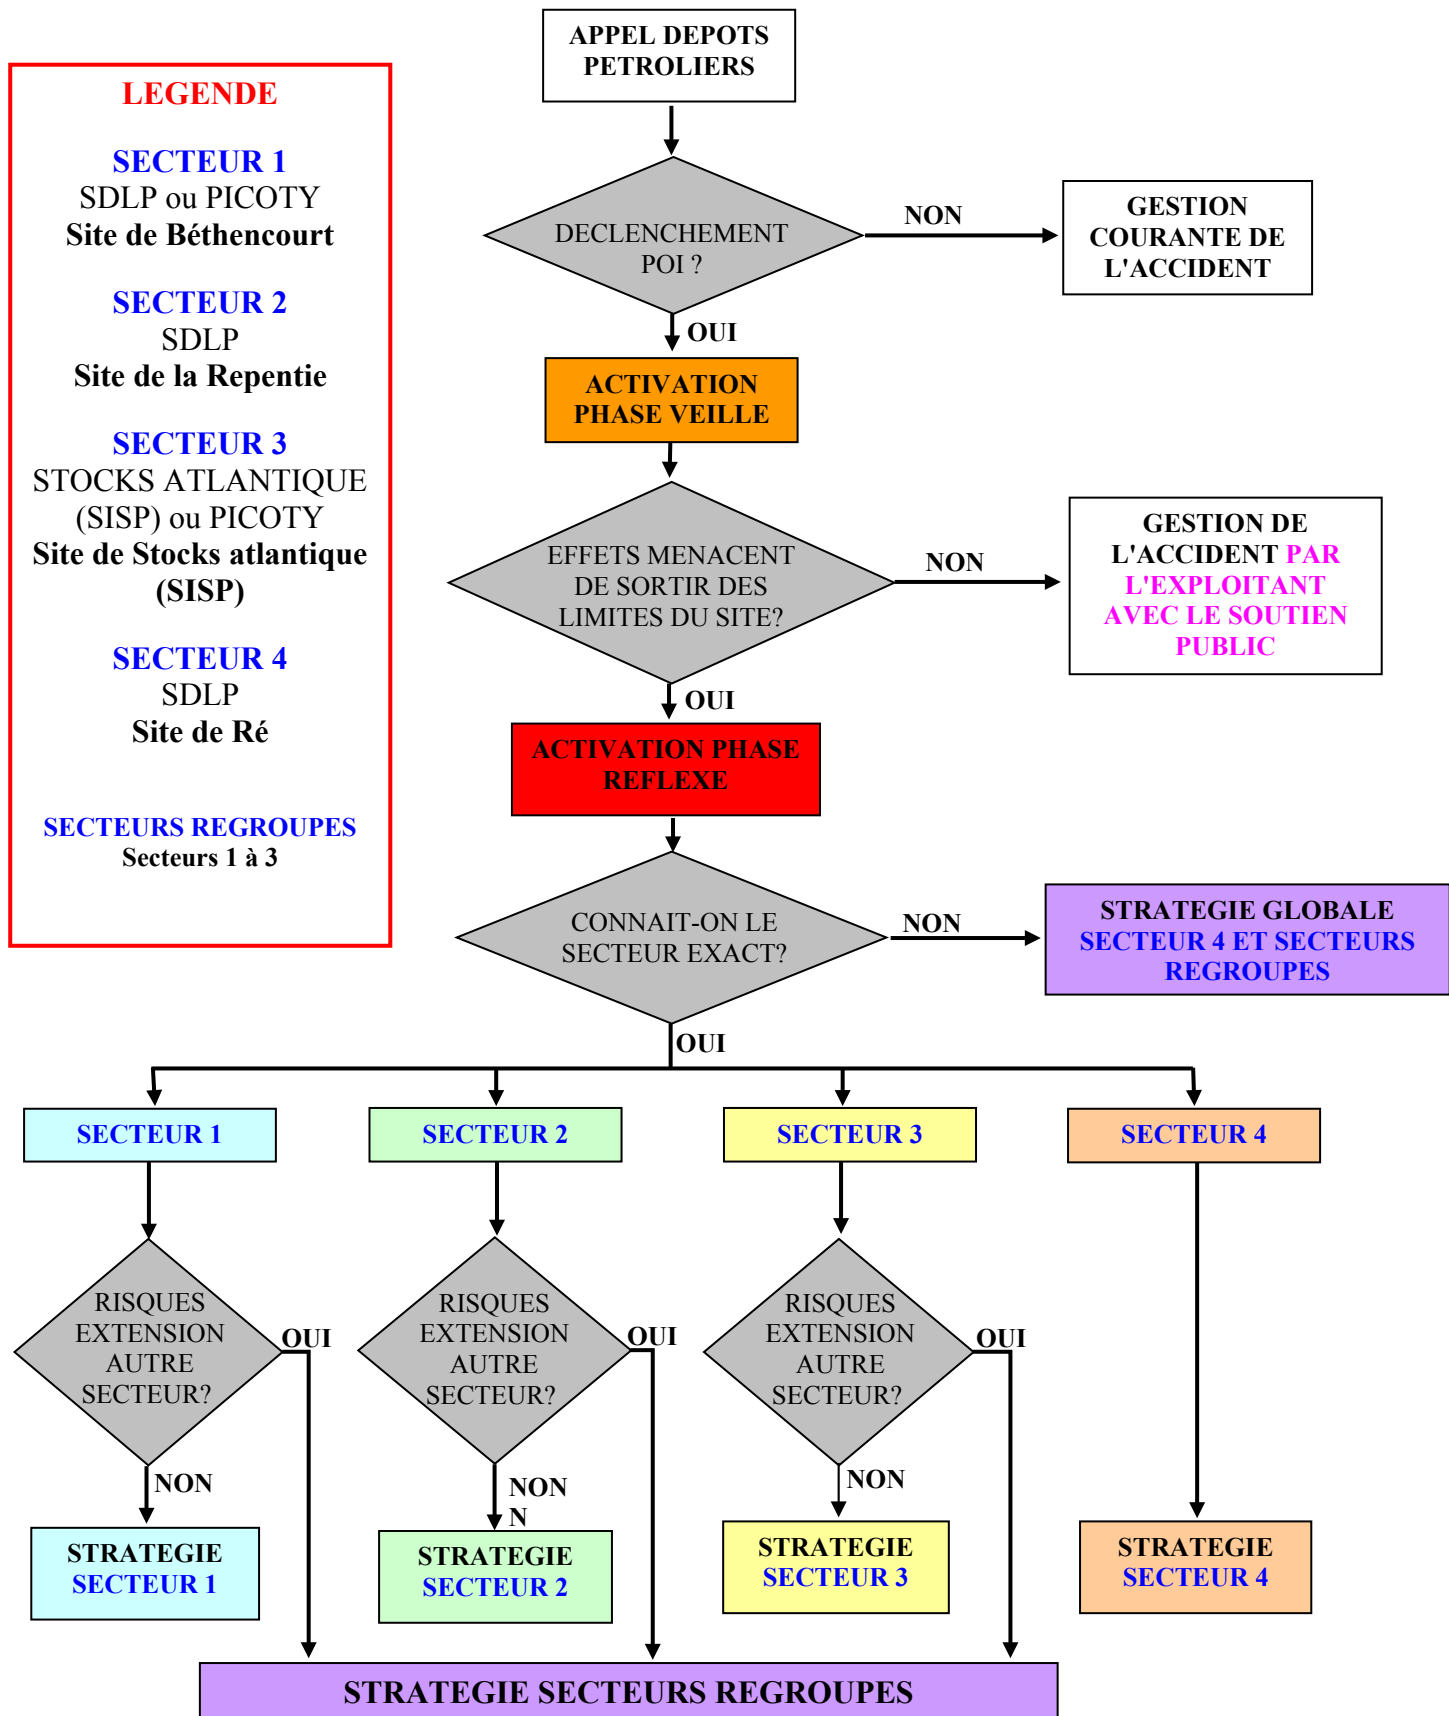 APPEL DEPOTS
PETROLIERS
LEGENDE
SECTEUR 1
SDLP ou PICOTY
Site de Béthencourt
SECTEUR 2
SDLP
Site de la Repentie
SECTEUR 3
STOCKS ATLANTIQUE
(SISP) ou PICOTY
Site de Stocks atlantique
(SISP)
SECTEUR 4
SDLP
Site de Ré
SECTEURS REGROUPES
Secteurs 1 à 3
DECLENCHEMENT
POI ?
NON
GESTION
COURANTE DE
L'ACCIDENT
OUI
ACTIVATION
PHASE VEILLE
EFFETS MENACENT
DE SORTIR DES
LIMITES DU SITE?
NON
GESTION DE
L'ACCIDENT PAR
L'EXPLOITANT
AVEC LE SOUTIEN
PUBLIC
OUI
ACTIVATION PHASE
REFLEXE
CONNAIT-ON LE
SECTEUR EXACT?
NON
STRATEGIE GLOBALE
SECTEUR 4 ET SECTEURS
REGROUPES
OUI
SECTEUR 1
SECTEUR 2
SECTEUR 3
SECTEUR 4
RISQUES
EXTENSION
AUTRE
SECTEUR?
OUI
NON
RISQUES
EXTENSION
AUTRE
SECTEUR?
OUI
NON
N
RISQUES
EXTENSION
AUTRE
SECTEUR?
OUI
NON
STRATEGIE
SECTEUR 1
STRATEGIE
SECTEUR 2
STRATEGIE
SECTEUR 3
STRATEGIE
SECTEUR 4
STRATEGIE SECTEURS REGROUPES